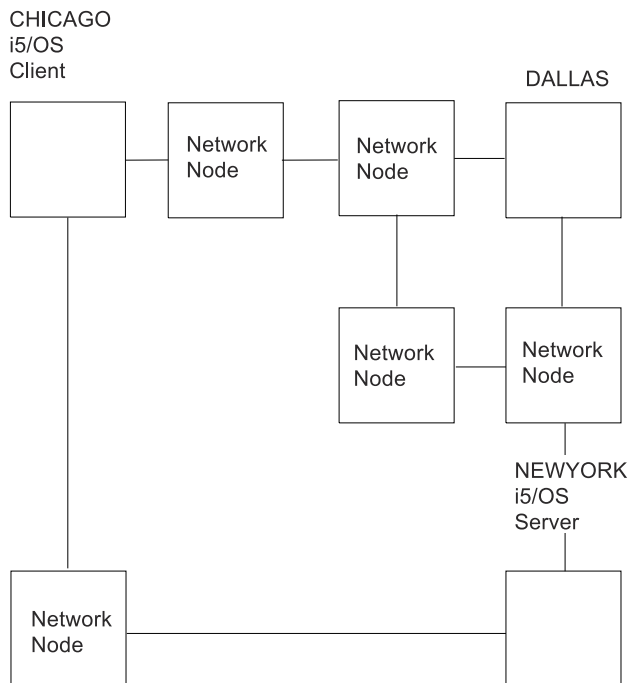 CHICAGO
i5/OS
Client
DALLAS
Network
Node
Network
Node
Network
Node
Network
Node
NEWYORK
i5/OS
Server
Network
Node